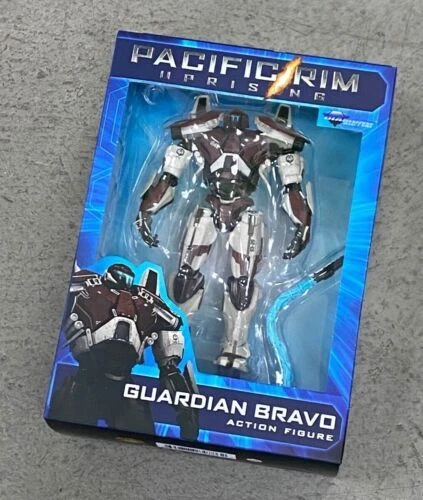 PACIFIC RIM
UPRISING
GUARDIAN BRAVO
ACTION FIGURE